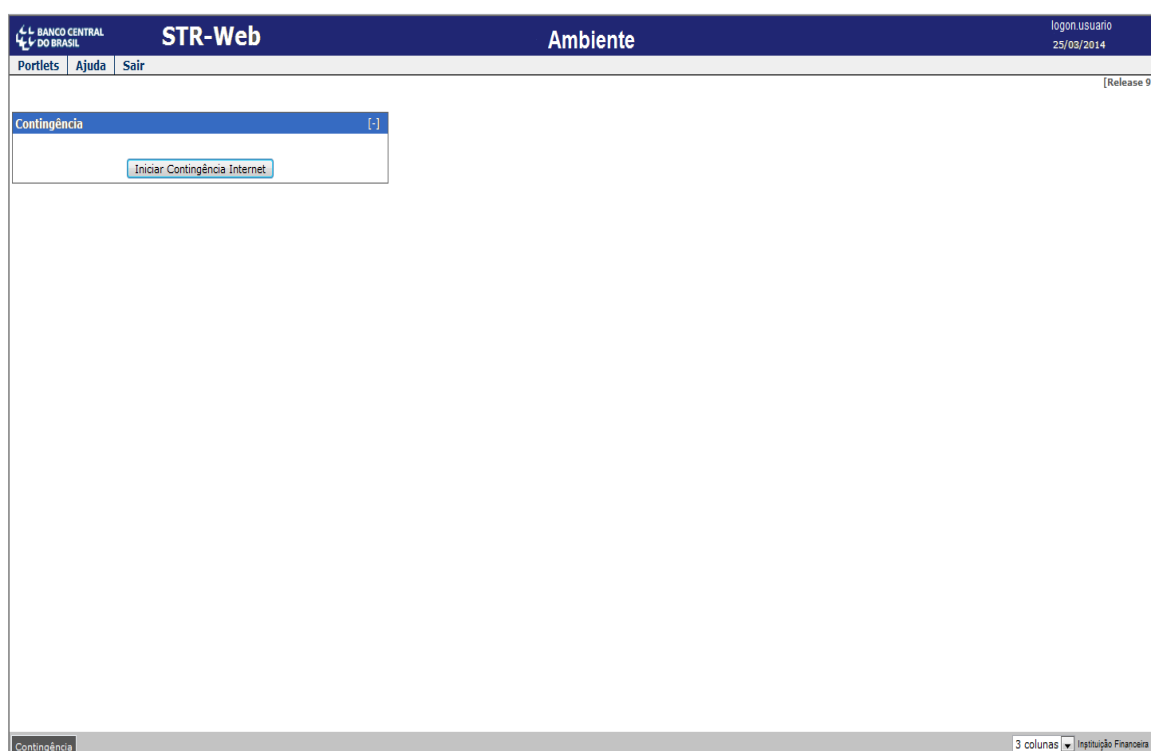 BANCO CENTRAL
DO BRASIL
STR-Web
Ambiente
logon.usuario
25/03/2014
Portlets Ajuda Sair
[Release 9
Contingência [-]
Iniciar Contingência Internet
Contingência
3 colunas
Instituição Financeira